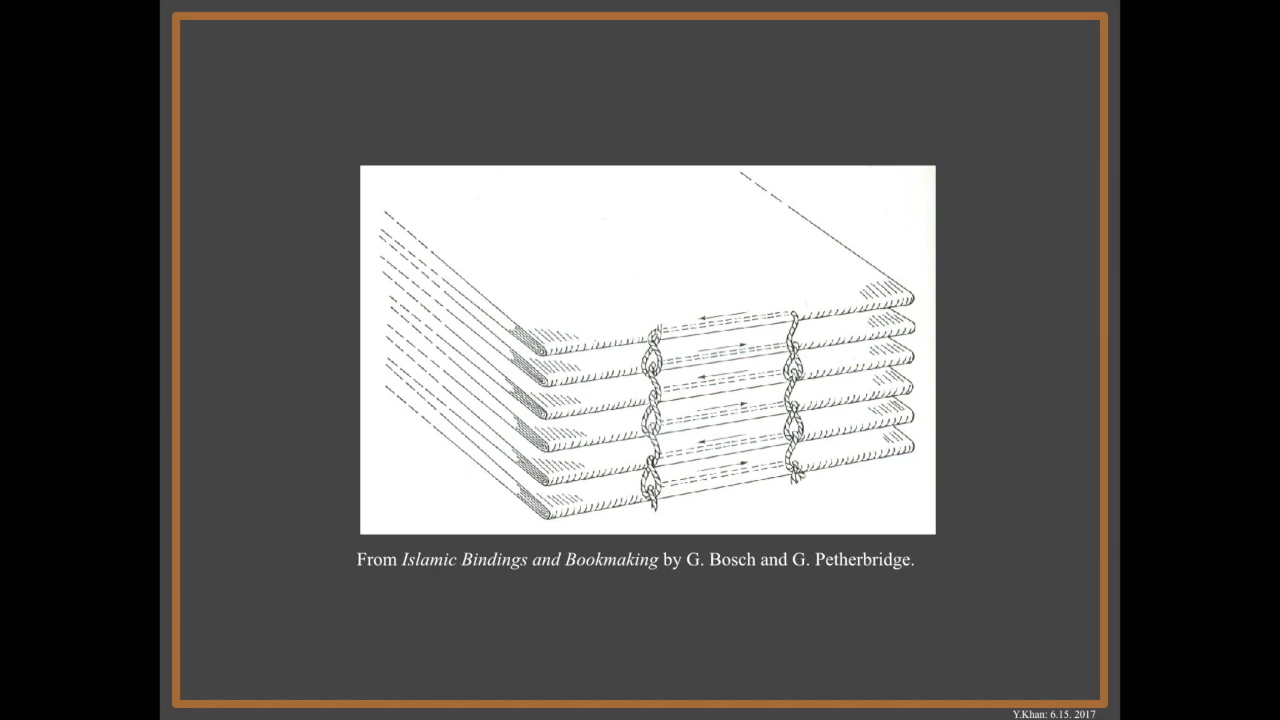 From Islamic Bindings and Bookmaking by G. Bosch and G. Petherbridge.
Y.Khan: 6.15. 2017